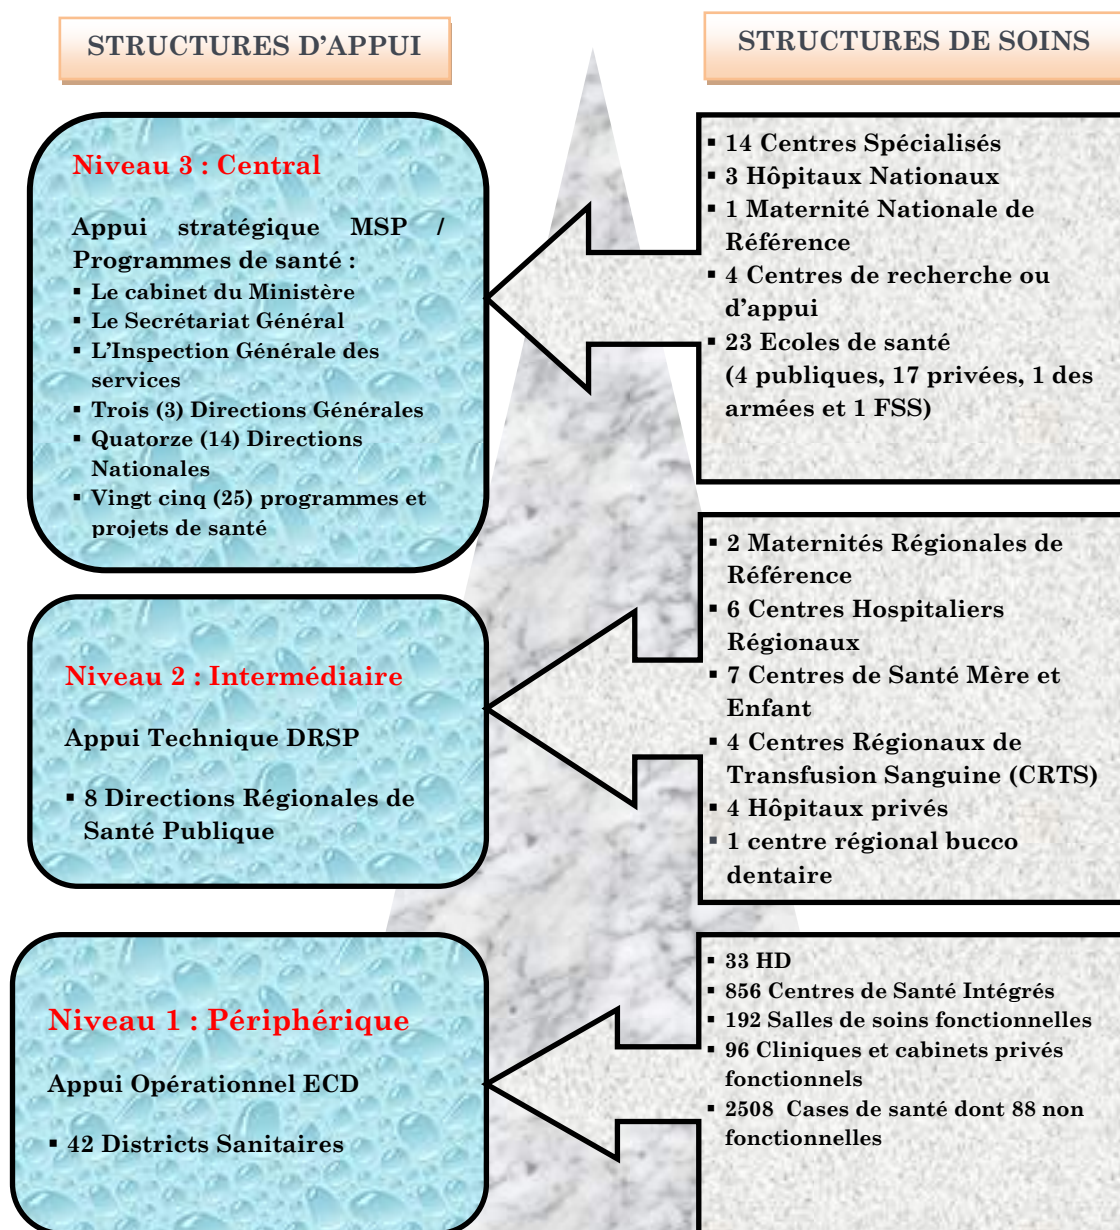 STRUCTURES D'APPUI
STRUCTURES DE SOINS
Niveau 3 : Central
Appui stratégique MSP /
Programmes de santé :
▪ Le cabinet du Ministère
▪ Le Secrétariat Général
▪ L'Inspection Générale des
services
▪ Trois (3) Directions Générales
▪ Quatorze (14) Directions
Nationales
▪ Vingt cinq (25) programmes et
projets de santé
▪ 14 Centres Spécialisés
▪ 3 Hôpitaux Nationaux
▪ 1 Maternité Nationale de
Référence
▪ 4 Centres de recherche ou
d'appui
▪ 23 Ecoles de santé
(4 publiques, 17 privées, 1 des
armées et 1 FSS)
Niveau 2 : Intermédiaire
Appui Technique DRSP
▪ 8 Directions Régionales de
Santé Publique
▪ 2 Maternités Régionales de
Référence
▪ 6 Centres Hospitaliers
Régionaux
▪ 7 Centres de Santé Mère et
Enfant
▪ 4 Centres Régionaux de
Transfusion Sanguine (CRTS)
▪ 4 Hôpitaux privés
▪ 1 centre régional bucco
dentaire
Niveau 1 : Périphérique
Appui Opérationnel ECD
▪ 42 Districts Sanitaires
▪ 33 HD
▪ 856 Centres de Santé Intégrés
▪ 192 Salles de soins fonctionnelles
▪ 96 Cliniques et cabinets privés
fonctionnels
▪ 2508 Cases de santé dont 88 non
fonctionnelles